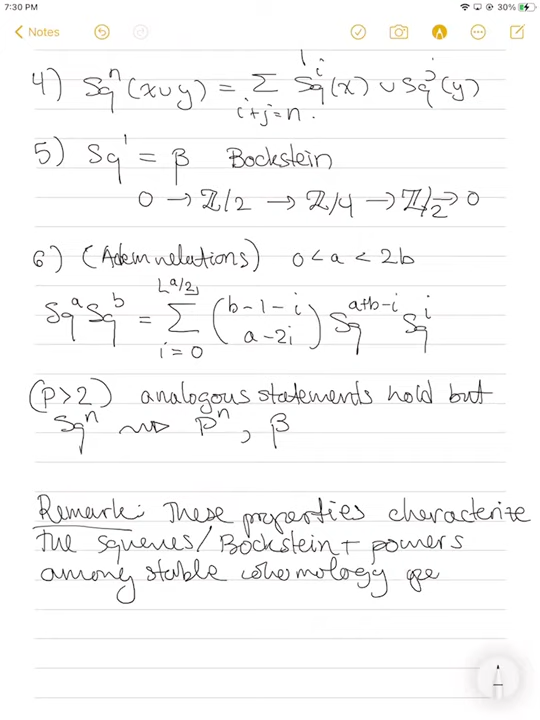 7:30 PM
30%
Notes
4) Sq^n (x∪y) = Σ_{i+j=n} Sq^i(x) ∪ Sq^j(y)
5) Sq^1 = β Bockstein
0 → ℤ/2 → ℤ/4 → ℤ/2 → 0
6) (Adem relations) 0 < a < 2b
Sq^a Sq^b = Σ_{i=0}^{⌊a/2⌋} (b-1-i choose a-2i) Sq^{a+b-i} Sq^i
(P>2) analogous statements hold but
Sq^n ⇝ P^n, β
Remark: These properties characterize
the squares/Bockstein + powers
among stable cohomology ope